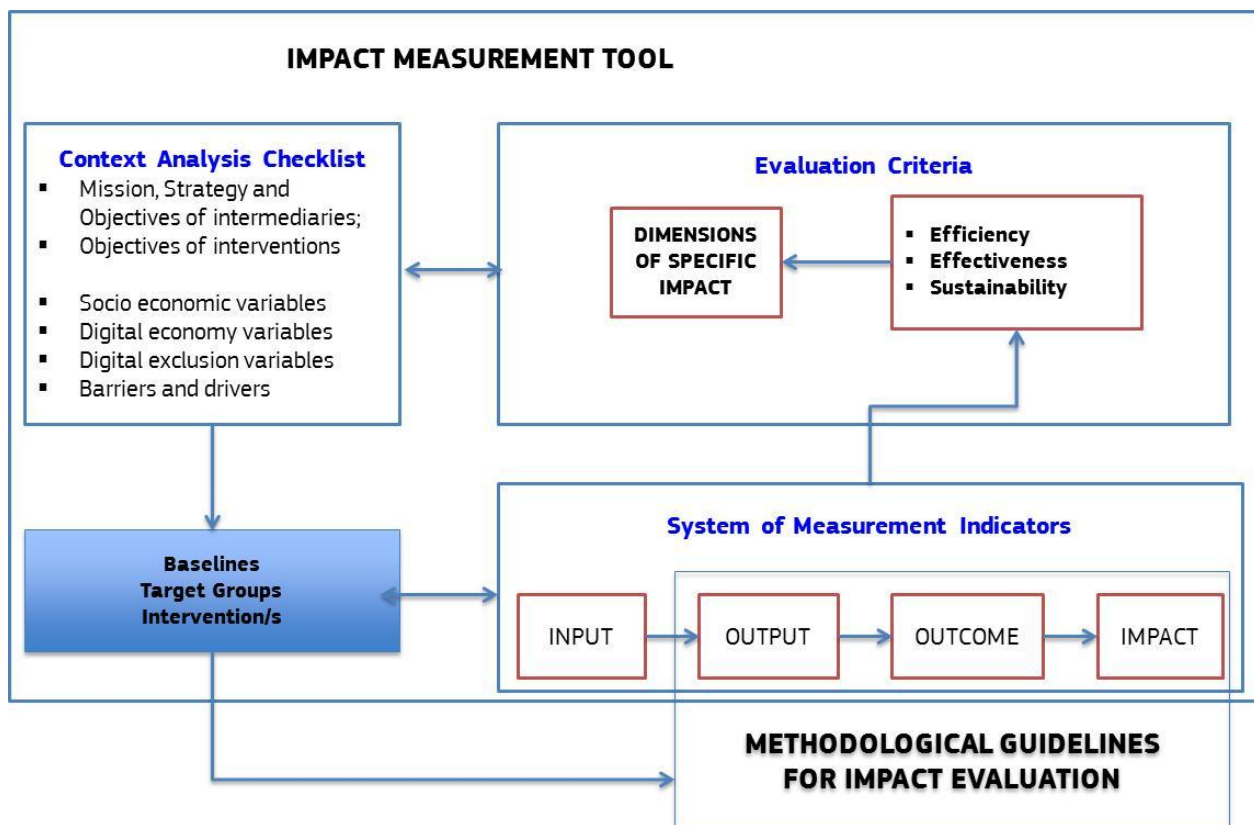 IMPACT MEASUREMENT TOOL
Context Analysis Checklist
▪ Mission, Strategy and
Objectives of intermediaries;
▪ Objectives of interventions
▪ Socio economic variables
▪ Digital economy variables
▪ Digital exclusion variables
▪ Barriers and drivers
Evaluation Criteria
DIMENSIONS
OF SPECIFIC
IMPACT
▪ Efficiency
▪ Effectiveness
▪ Sustainability
Baselines
Target Groups
Intervention/s
System of Measurement Indicators
INPUT
OUTPUT
OUTCOME
IMPACT
METHODOLOGICAL GUIDELINES
FOR IMPACT EVALUATION